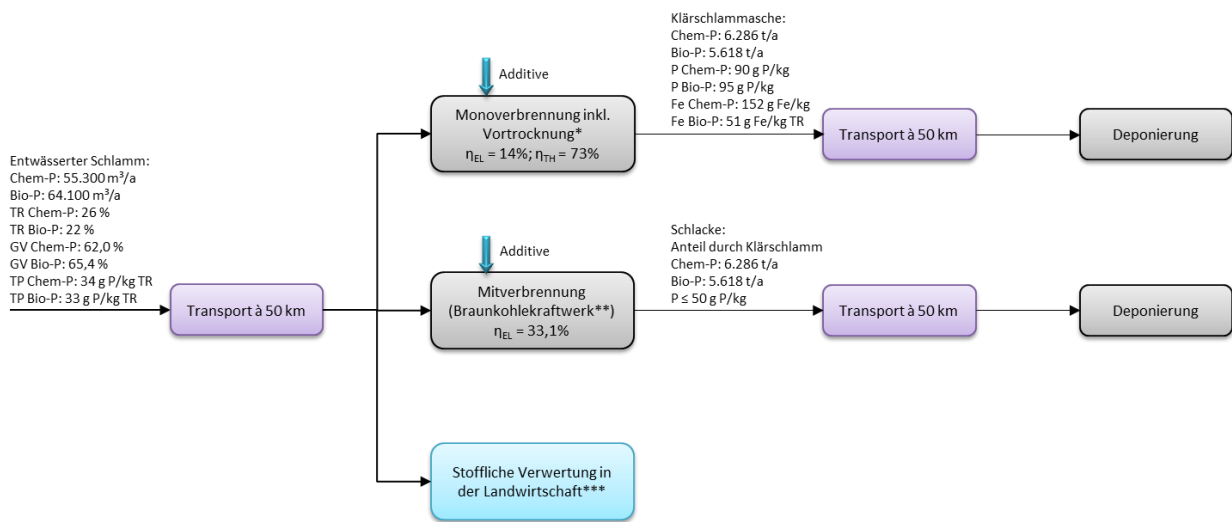 Entwässerter Schlamm:
Chem-P: 55.300 m³/a
Bio-P: 64.100 m³/a
TR Chem-P: 26 %
TR Bio-P: 22 %
GV Chem-P: 62,0 %
GV Bio-P: 65,4 %
TP Chem-P: 34 g P/kg TR
TP Bio-P: 33 g P/kg TR
Transport à 50 km
Additive
Monoverbrennung inkl.
Vortrocknung*
ηEL = 14%; ηTH = 73%
Klärschlammasche:
Chem-P: 6.286 t/a
Bio-P: 5.618 t/a
P Chem-P: 90 g P/kg
P Bio-P: 95 g P/kg
Fe Chem-P: 152 g Fe/kg
Fe Bio-P: 51 g Fe/kg TR
Transport à 50 km
Deponierung
Additive
Mitverbrennung
(Braunkohlekraftwerk**)
ηEL = 33,1%
Schlacke:
Anteil durch Klärschlamm
Chem-P: 6.286 t/a
Bio-P: 5.618 t/a
P ≤ 50 g P/kg
Transport à 50 km
Deponierung
Stoffliche Verwertung in
der Landwirtschaft***